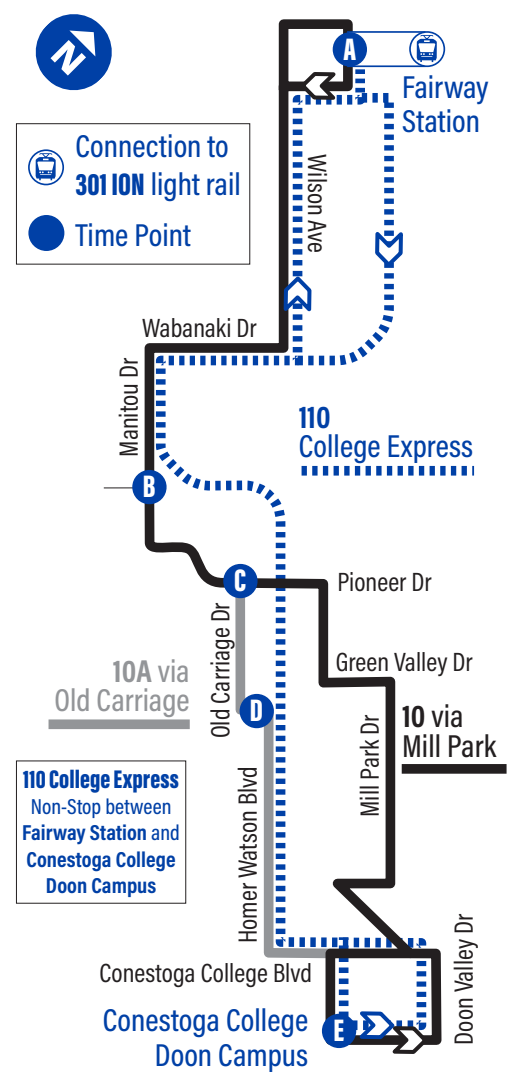 N
A
Fairway
Station
Connection to
301 ION light rail
Time Point
Wilson Ave
Wabanaki Dr
Manitou Dr
110
College Express
B
C
Pioneer Dr
Old Carriage Dr
Green Valley Dr
10A via
Old Carriage
D
10 via
Mill Park
Mill Park Dr
110 College Express
Non-Stop between
Fairway Station and
Conestoga College
Doon Campus
Homer Watson Blvd
Doon Valley Dr
Conestoga College Blvd
Conestoga College
Doon Campus
E